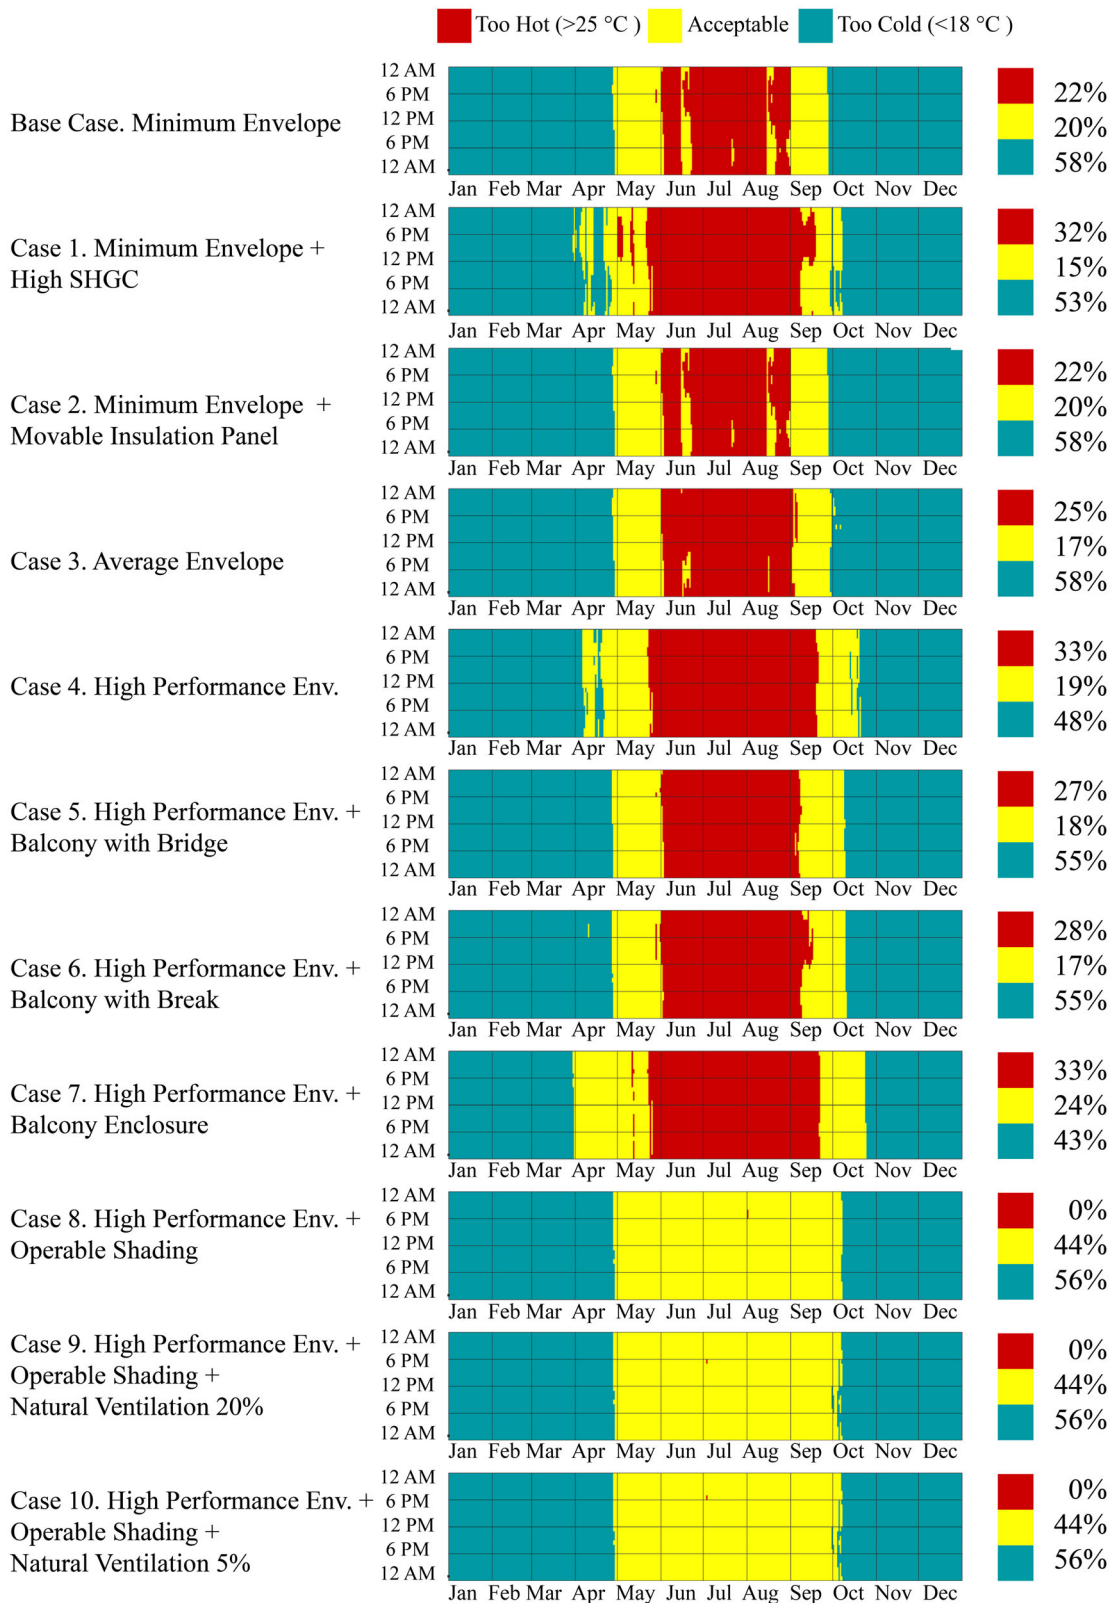 Too Hot (>25 °C ) Acceptable Too Cold (<18 °C )
Base Case. Minimum Envelope
12 AM
6 PM
12 PM
6 PM
12 AM
Jan Feb Mar Apr May Jun Jul Aug Sep Oct Dec
22%
20%
58%
Case 1. Minimum Envelope +
High SHGC
12 AM
6 PM
12 PM
6 PM
12 AM
Jan Feb Mar Apr May Jun Jul Aug Sep Oct Nov Dec
32%
15%
53%
Case 2. Minimum Envelope +
Movable Insulation Panel
12 AM
6 PM
12 PM
6 PM
12 AM
Jan Feb Mar Apr May Jun Jul Aug Sep Oct Nov Dec
22%
20%
58%
Case 3. Average Envelope
12 AM
6 PM
12 PM
6 PM
12 AM
Jan Feb Mar Apr May Jun Jul Aug Sep Oct Nov Dec
25%
17%
58%
Case 4. High Performance Env.
12 AM
6 PM
12 PM
6 PM
12 AM
Jan Feb Mar Apr May Jun Jul Aug Sep Oct Nov Dec
33%
19%
48%
Case 5. High Performance Env. +
Balcony with Bridge
12 AM
6 PM
12 PM
6 PM
12 AM
Jan Feb Mar Apr May Jun Jul Aug Sep Oct Nov Dec
27%
18%
55%
Case 6. High Performance Env. +
Balcony with Break
12 AM
6 PM
12 PM
6 PM
12 AM
Jan Feb Mar Apr May Jun Jul Aug Sep Oct Nov Dec
28%
17%
55%
Case 7. High Performance Env. +
Balcony Enclosure
12 AM
6 PM
12 PM
6 PM
12 AM
Jan Feb Mar Apr May Jun Jul Aug Sep Oct Nov Dec
33%
24%
43%
Case 8. High Performance Env. +
Operable Shading
12 AM
6 PM
12 PM
6 PM
12 AM
Jan Feb Mar Apr May Jun Jul Aug Sep Oct Nov Dec
0%
44%
56%
Case 9. High Performance Env. +
Operable Shading +
Natural Ventilation 20%
12 AM
6 PM
12 PM
6 PM
12 AM
Jan Feb Mar Apr May Jun Jul Aug Sep Oct Nov Dec
0%
44%
56%
Case 10. High Performance Env. +
Operable Shading +
Natural Ventilation 5%
12 AM
6 PM
12 PM
6 PM
12 AM
Jan Feb Mar Apr May Jun Jul Aug Sep Oct Nov Dec
0%
44%
56%